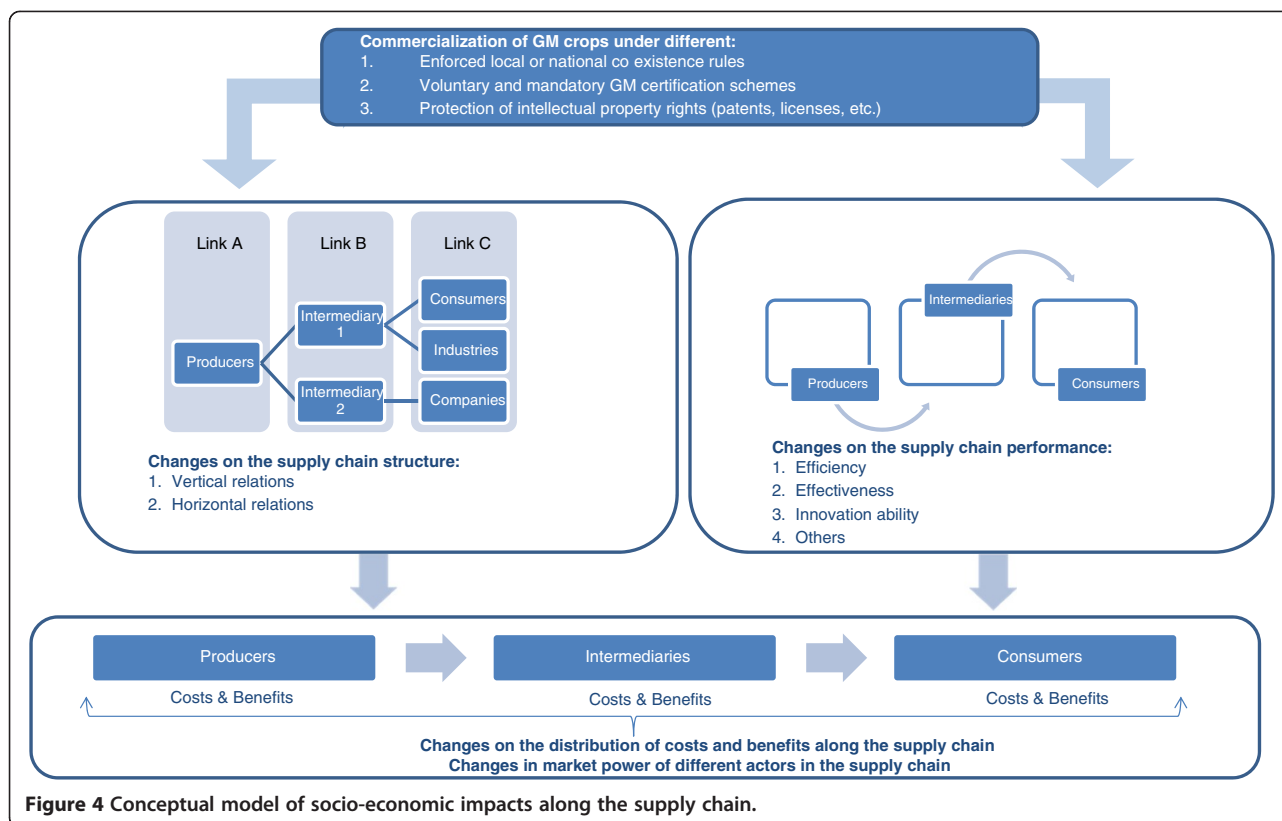 Commercialization of GM crops under different:
1. Enforced local or national co existence rules
2. Voluntary and mandatory GM certification schemes
3. Protection of intellectual property rights (patents, licenses, etc.)
Link A
Link B
Link C
Producers
Intermediary
1
Intermediary
2
Consumers
Industries
Companies
Changes on the supply chain structure:
1. Vertical relations
2. Horizontal relations
Producers
Intermediaries
Consumers
Changes on the supply chain performance:
1. Efficiency
2. Effectiveness
3. Innovation ability
4. Others
Producers
Intermediaries
Consumers
Costs & Benefits
Costs & Benefits
Costs & Benefits
Changes on the distribution of costs and benefits along the supply chain
Changes in market power of different actors in the supply chain
Figure 4 Conceptual model of socio-economic impacts along the supply chain.